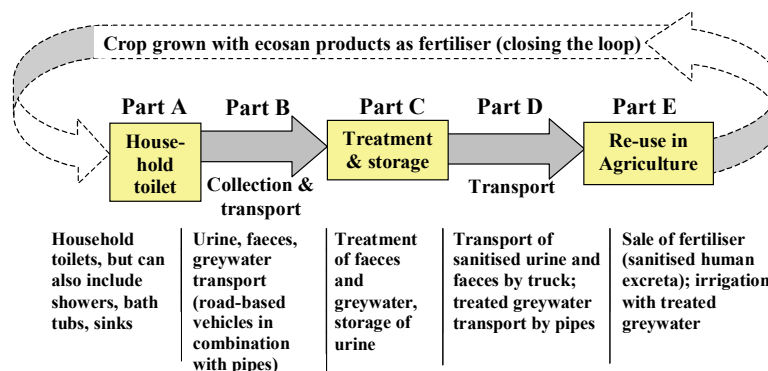 Crop grown with ecosan products as fertiliser (closing the loop)
Part A
Part B
Part C
Part D
Part E
House-
hold
toilet
Collection &
transport
Treatment
& storage
Transport
Re-use in
Agriculture
Household
toilets, but can
also include
showers, bath
tubs, sinks
Urine, faeces,
greywater
transport
(road-based
vehicles in
combination
with pipes)
Treatment
of faeces
and
greywater,
storage of
urine
Transport of
sanitised urine and
faeces by truck;
treated greywater
transport by pipes
Sale of fertiliser
(sanitised human
excreta); irrigation
with treated
greywater